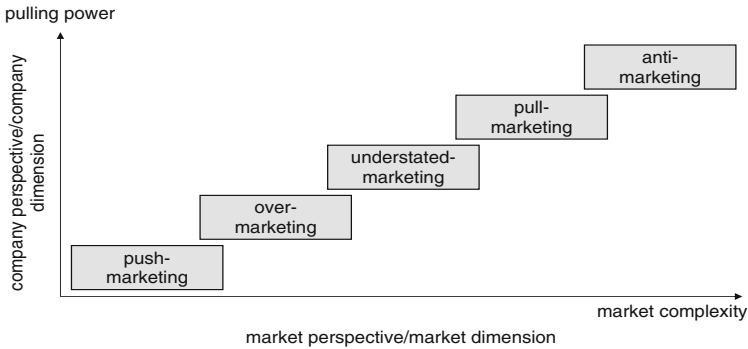 pulling power
company perspective/company
dimension
anti-
marketing
pull-
marketing
understated-
marketing
over-
marketing
push-
marketing
market complexity
market perspective/market dimension